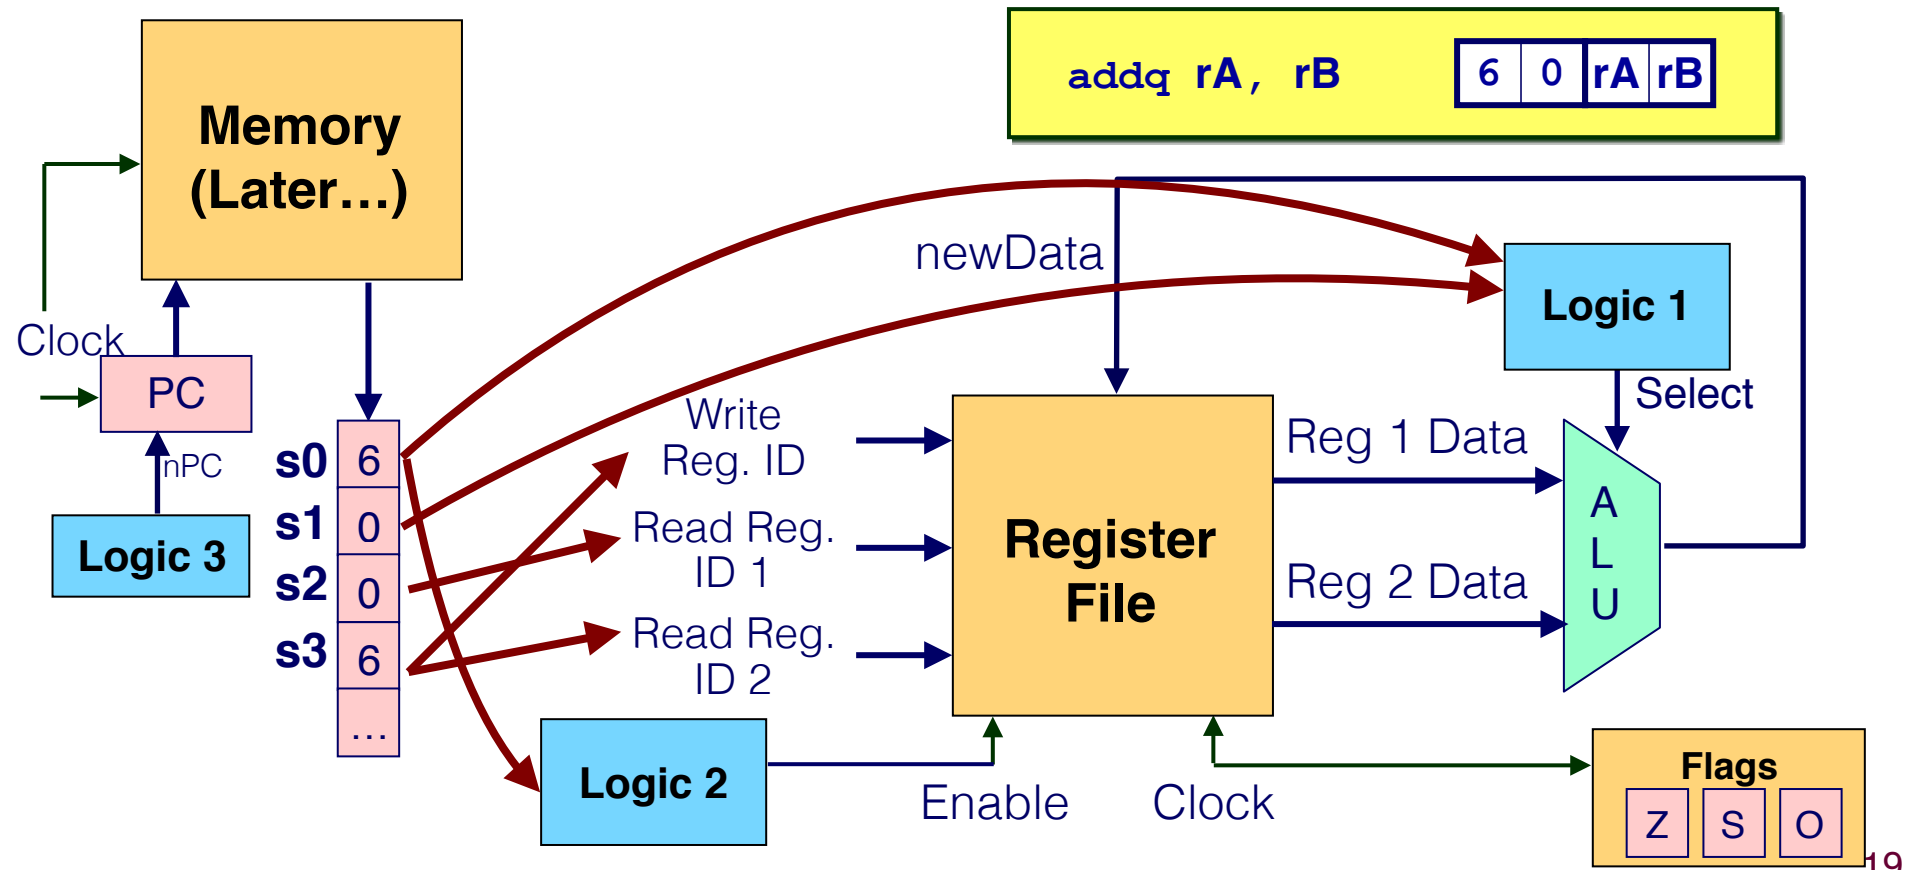 addq rA, rB
6 0 rA rB
Memory
(Later...)
Clock
PC
nPC
Logic 3
s0 6
s1 0
s2 0
s3 6
...
newData
Write
Reg. ID
Read Reg.
ID 1
Read Reg.
ID 2
Logic 2
Enable
Register
File
Clock
Reg 1 Data
Reg 2 Data
Logic 1
Select
A
L
U
Flags
Z S O
19